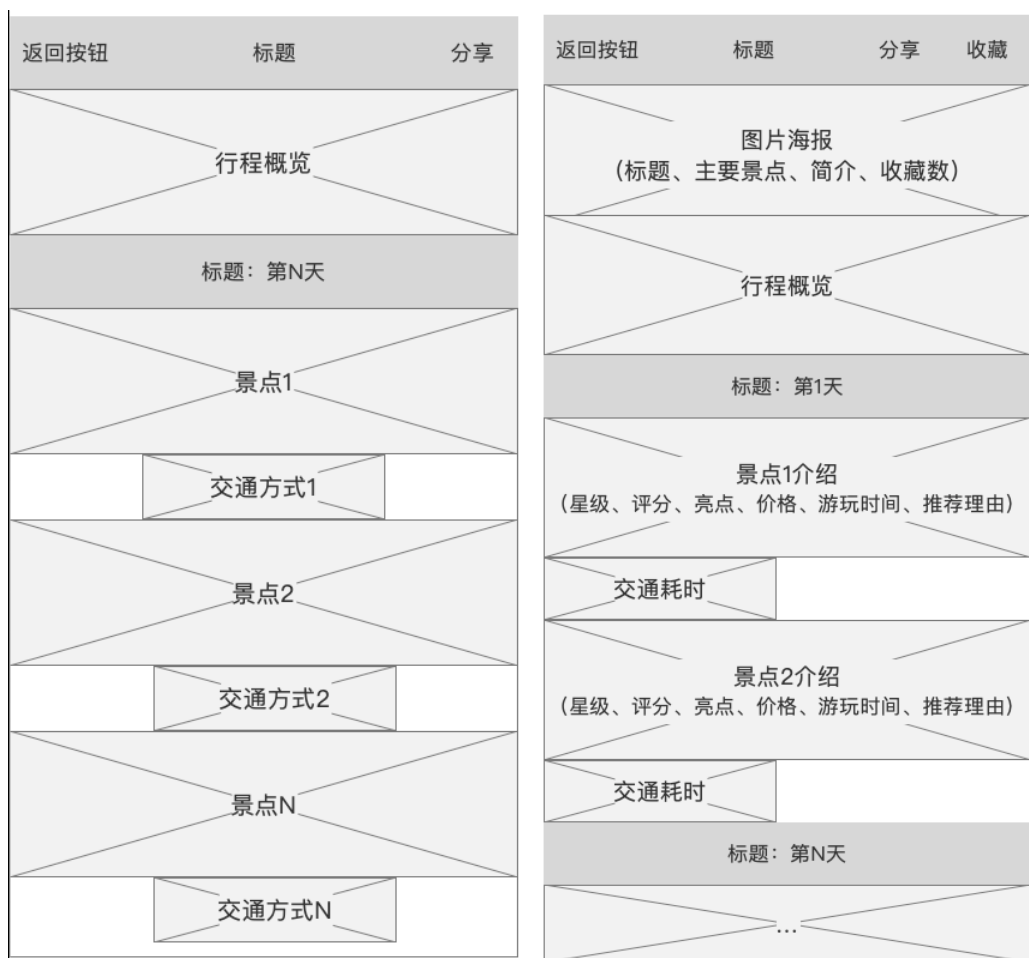 返回按钮 标题 分享
行程概览
标题：第N天
景点1
交通方式1
景点2
交通方式2
景点N
交通方式N
返回按钮 标题 分享 收藏
图片海报
（标题、主要景点、简介、收藏数）
行程概览
标题：第1天
景点1介绍
（星级、评分、亮点、价格、游玩时间、推荐理由）
交通耗时
景点2介绍
（星级、评分、亮点、价格、游玩时间、推荐理由）
交通耗时
标题：第N天
...